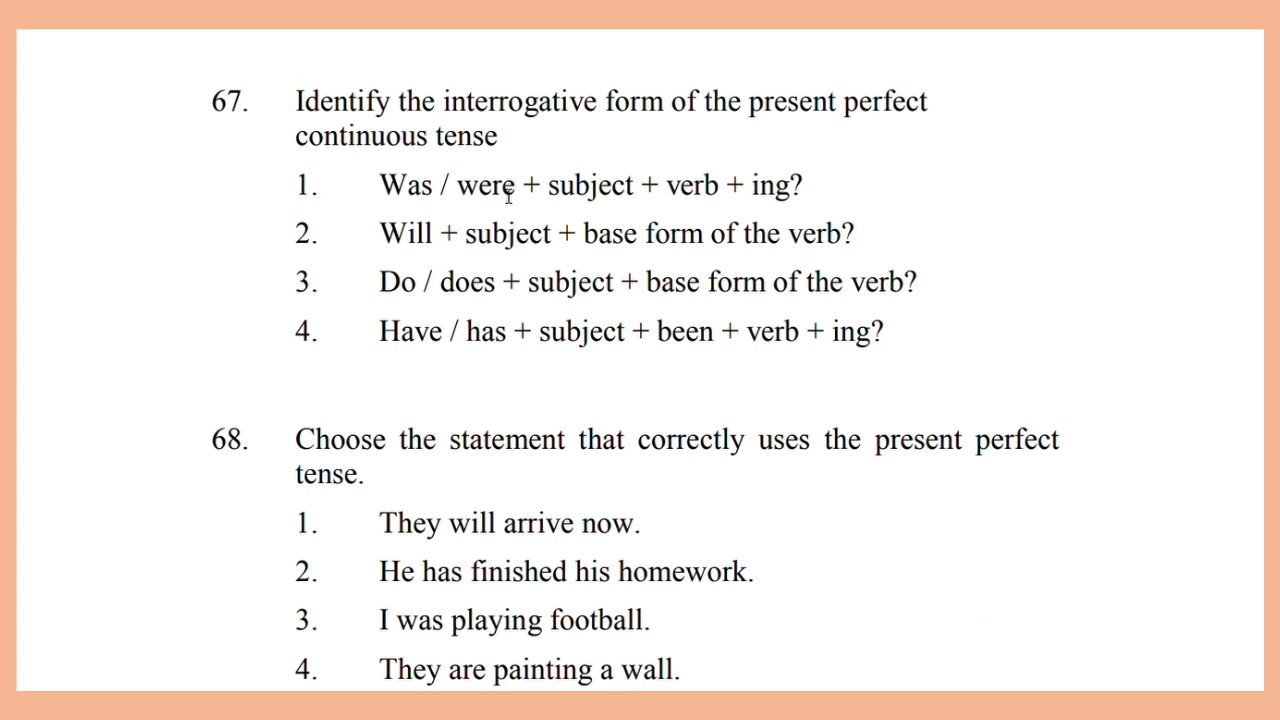 67. Identify the interrogative form of the present perfect
continuous tense
1. Was / were + subject + verb + ing?
2. Will + subject + base form of the verb?
3. Do / does + subject + base form of the verb?
4. Have / has + subject + been + verb + ing?
68. Choose the statement that correctly uses the present perfect
tense.
1. They will arrive now.
2. He has finished his homework.
3. I was playing football.
4. They are painting a wall.